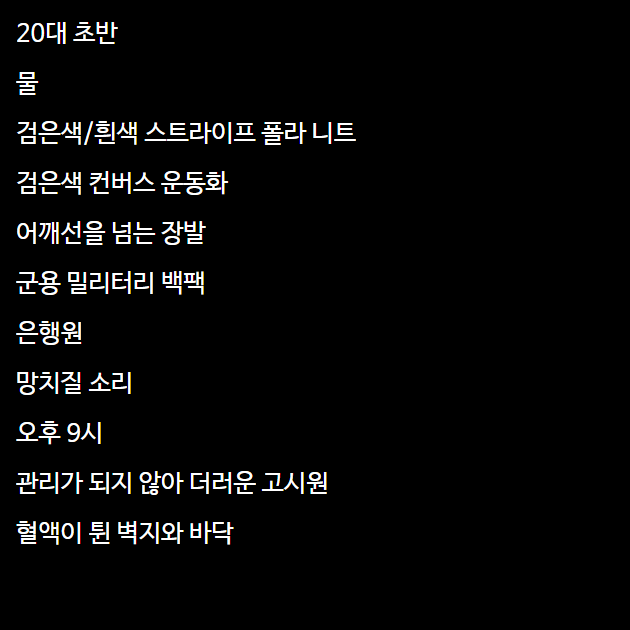 20대 초반
물
검은색/흰색 스트라이프 폴라 니트
검은색 컨버스 운동화
어깨선을 넘는 장발
군용 밀리터리 백팩
은행원
망치질 소리
오후 9시
관리가 되지 않아 더러운 고시원
혈액이 튄 벽지와 바닥